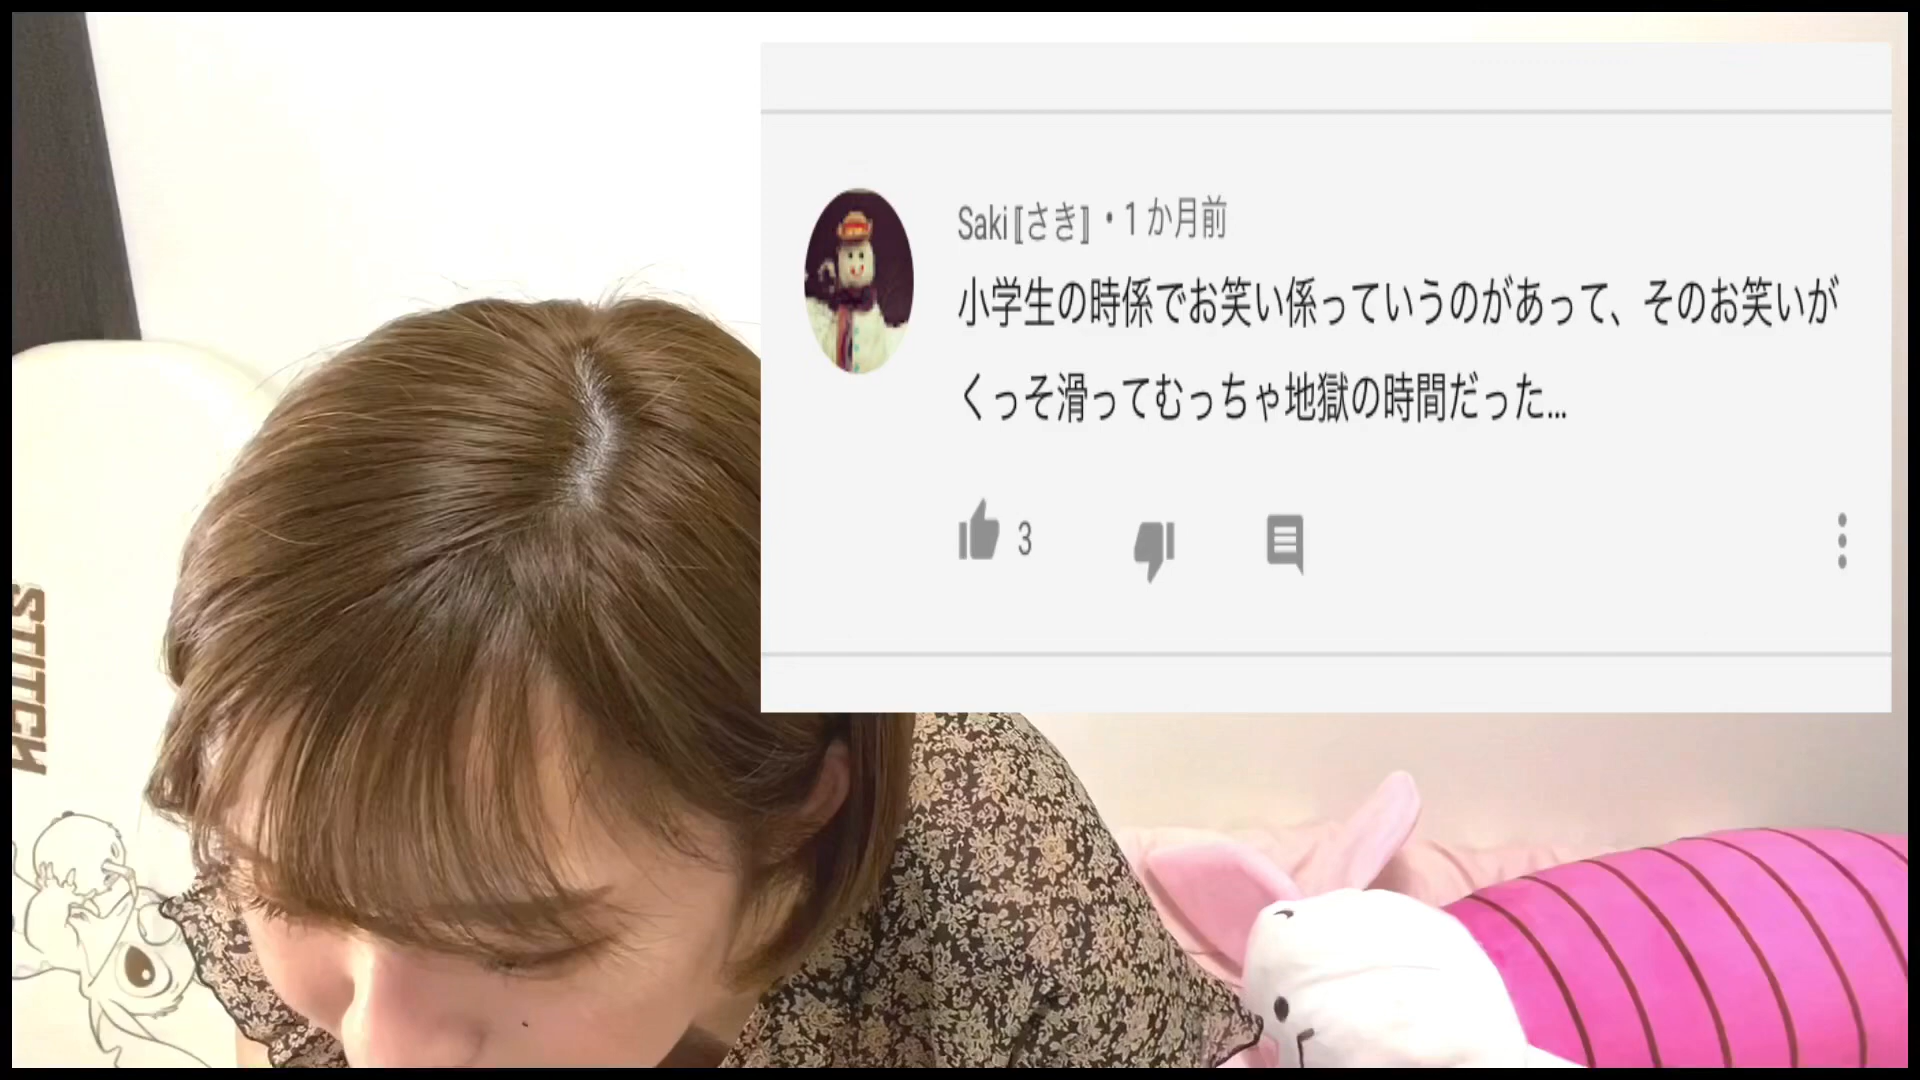 Saki [さき]・1 か月前
小学生の時係でお笑い係っていうのがあって、そのお笑いが
くっそ滑ってむっちゃ地獄の時間だった...
3
STITCH